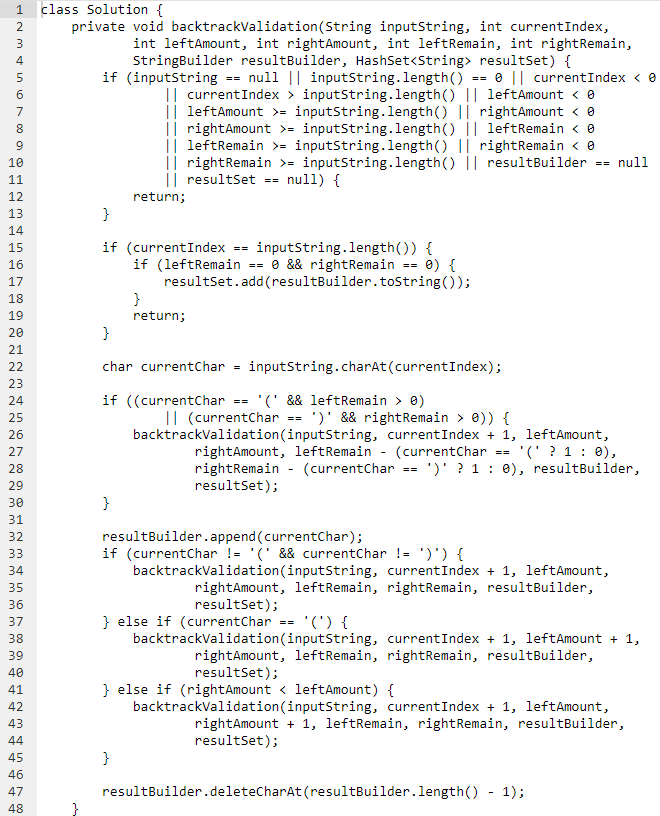 1 class Solution {
2     private void backtrackValidation(String inputString, int currentIndex,
3             int leftAmount, int rightAmount, int leftRemain, int rightRemain,
4             StringBuilder resultBuilder, HashSet<String> resultSet) {
5         if (inputString == null || inputString.length() == 0 || currentIndex < 0
6                 || currentIndex > inputString.length() || leftAmount < 0
7                 || leftAmount >= inputString.length() || rightAmount < 0
8                 || rightAmount >= inputString.length() || leftRemain < 0
9                 || leftRemain >= inputString.length() || rightRemain < 0
10                 || rightRemain >= inputString.length() || resultBuilder == null
11                 || resultSet == null) {
12             return;
13         }
14
15         if (currentIndex == inputString.length()) {
16             if (leftRemain == 0 && rightRemain == 0) {
17                 resultSet.add(resultBuilder.toString());
18             }
19             return;
20         }
21
22         char currentChar = inputString.charAt(currentIndex);
23
24         if ((currentChar == '(' && leftRemain > 0)
25                 || (currentChar == ')' && rightRemain > 0)) {
26             backtrackValidation(inputString, currentIndex + 1, leftAmount,
27                     rightAmount, leftRemain - (currentChar == '(' ? 1 : 0),
28                     rightRemain - (currentChar == ')' ? 1 : 0), resultBuilder,
29                     resultSet);
30         }
31
32         resultBuilder.append(currentChar);
33         if (currentChar != '(' && currentChar != ')') {
34             backtrackValidation(inputString, currentIndex + 1, leftAmount,
35                     rightAmount, leftRemain, rightRemain, resultBuilder,
36                     resultSet);
37         } else if (currentChar == '(') {
38             backtrackValidation(inputString, currentIndex + 1, leftAmount + 1,
39                     rightAmount, leftRemain, rightRemain, resultBuilder,
40                     resultSet);
41         } else if (rightAmount < leftAmount) {
42             backtrackValidation(inputString, currentIndex + 1, leftAmount,
43                     rightAmount + 1, leftRemain, rightRemain, resultBuilder,
44                     resultSet);
45         }
46
47         resultBuilder.deleteCharAt(resultBuilder.length() - 1);
48     }